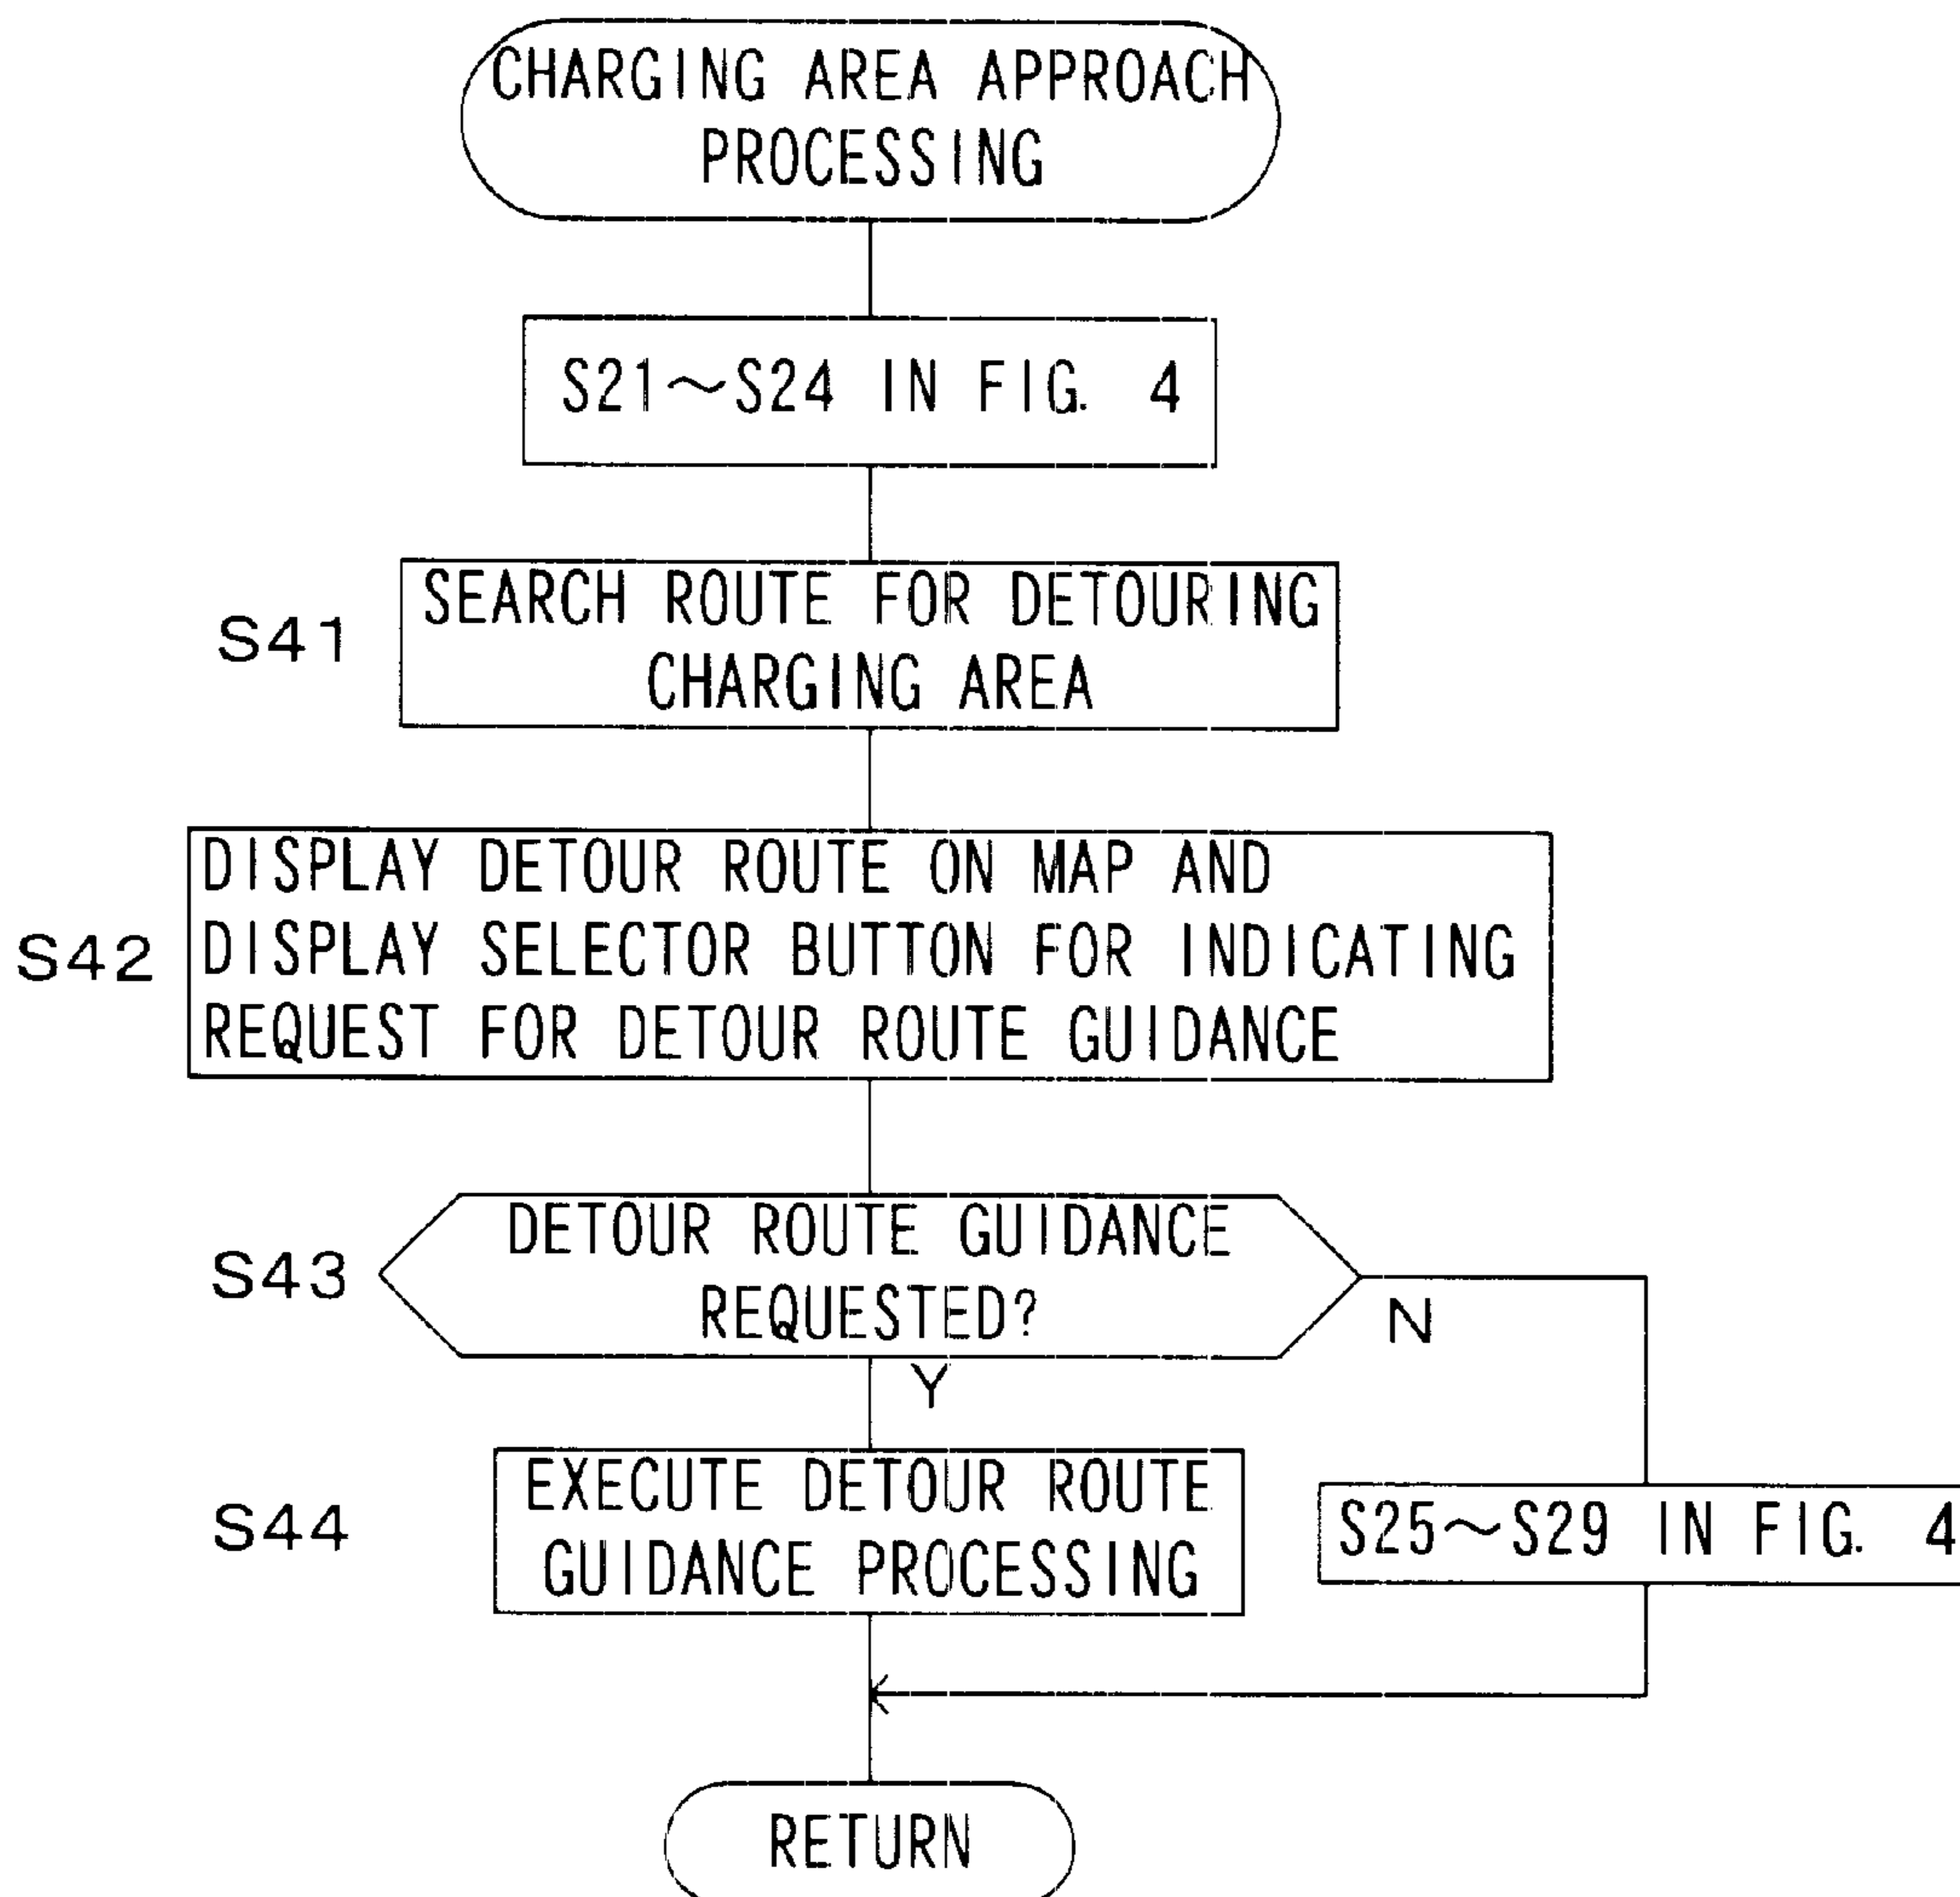 CHARGING AREA APPROACH
PROCESSING
S21~S24 IN FIG. 4
S41
SEARCH ROUTE FOR DETOURING
CHARGING AREA
S42
DISPLAY DETOUR ROUTE ON MAP AND
DISPLAY SELECTOR BUTTON FOR INDICATING
REQUEST FOR DETOUR ROUTE GUIDANCE
S43
DETOUR ROUTE GUIDANCE
REQUESTED?
N
Y
S44
EXECUTE DETOUR ROUTE
GUIDANCE PROCESSING
S25~S29 IN FIG. 4
RETURN